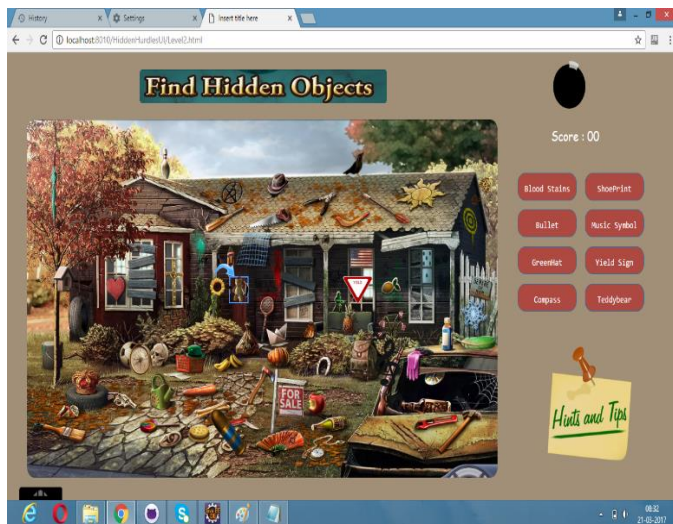 History
Settings
Insert title here
localhost:8010/HiddenHurdlesUI/Level2.html
Find Hidden Objects
Score : 00
Blood Stains
ShoePrint
Bullet
Music Symbol
GreenHat
Yield Sign
Compass
Teddybear
YIELD
FOR
SALE
Hints and Tips
08:32
21-03-2017